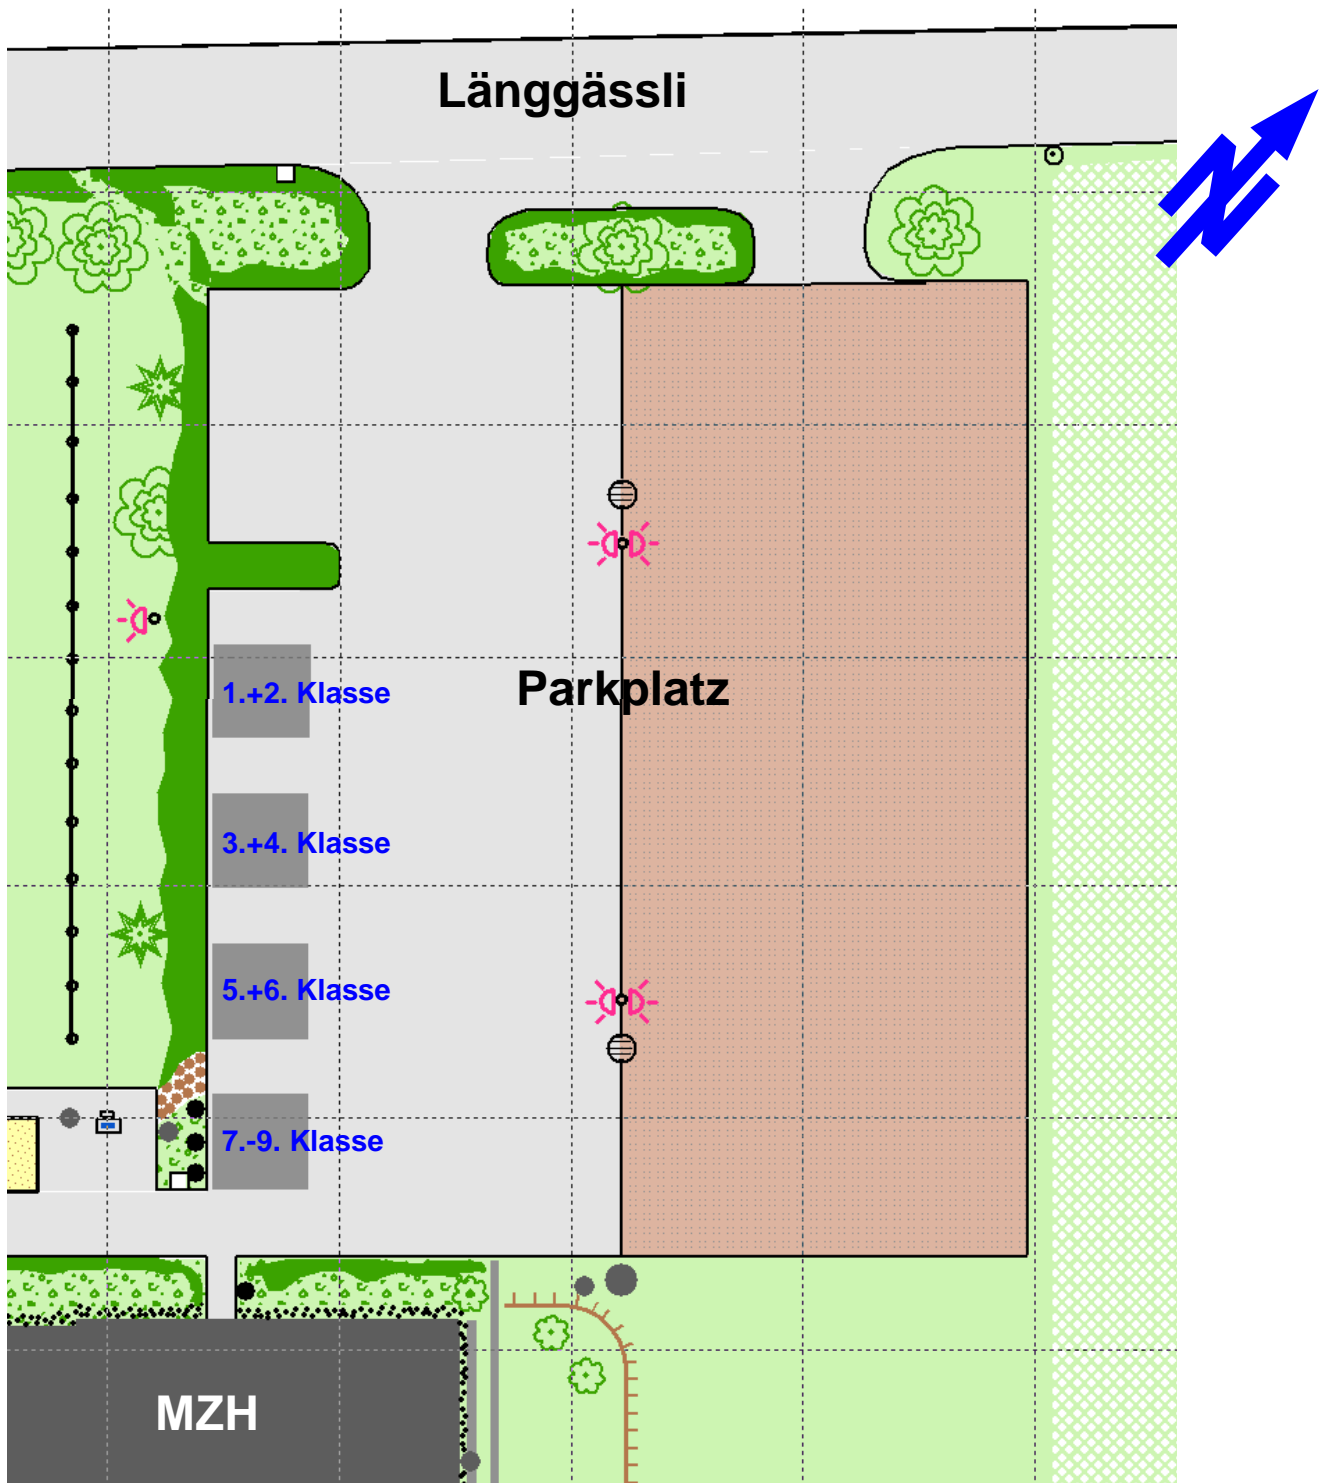 Länggässli
N
1.+2. Klasse
Parkplatz
3.+4. Klasse
5.+6. Klasse
7.-9. Klasse
MZH